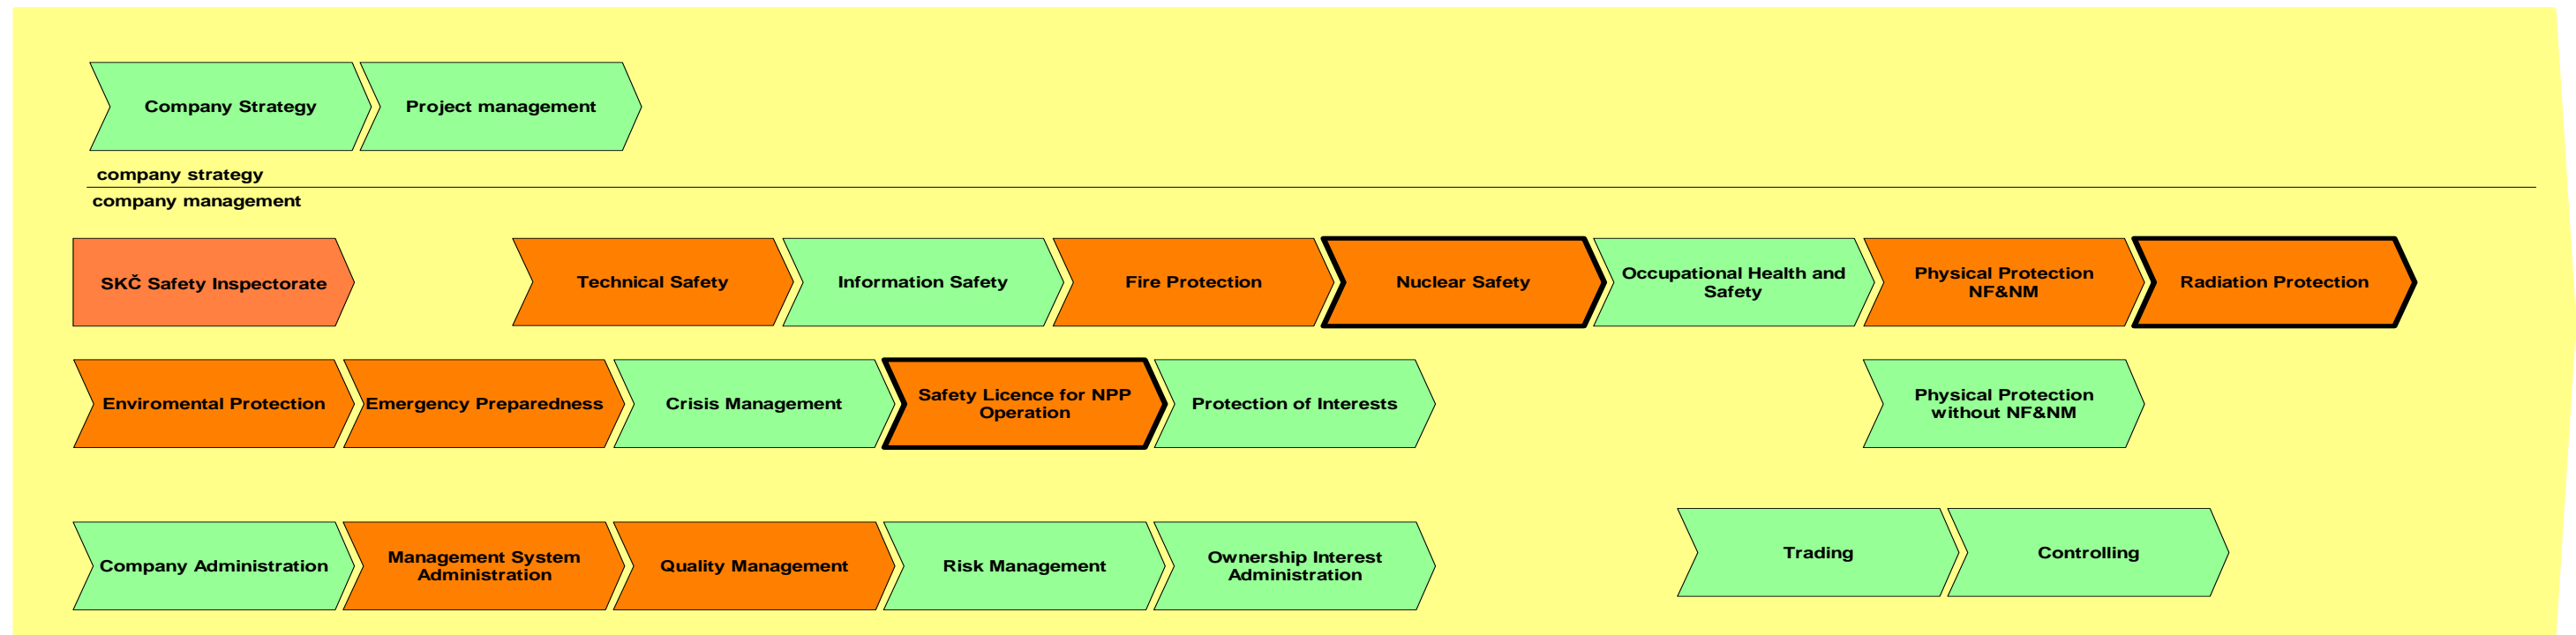 Company Strategy
Project management
company strategy
company management
SKČ Safety Inspectorate
Technical Safety
Information Safety
Fire Protection
Nuclear Safety
Occupational Health and
Safety
Physical Protection
NF&NM
Radiation Protection
Enviromental Protection
Emergency Preparedness
Crisis Management
Safety Licence for NPP
Operation
Protection of Interests
Physical Protection
without NF&NM
Company Administration
Management System
Administration
Quality Management
Risk Management
Ownership Interest
Administration
Trading
Controlling